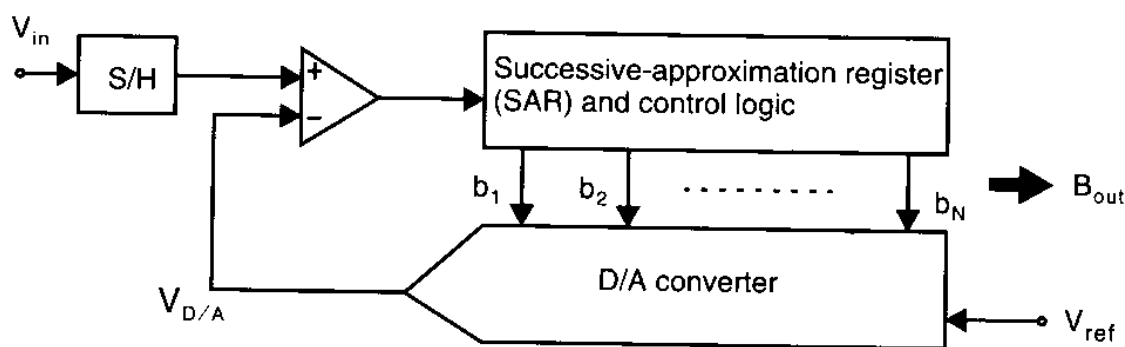 V_in
S/H
+
−
Successive-approximation register
(SAR) and control logic
b_1
b_2
.........
b_N
B_out
D/A converter
V_D/A
V_ref